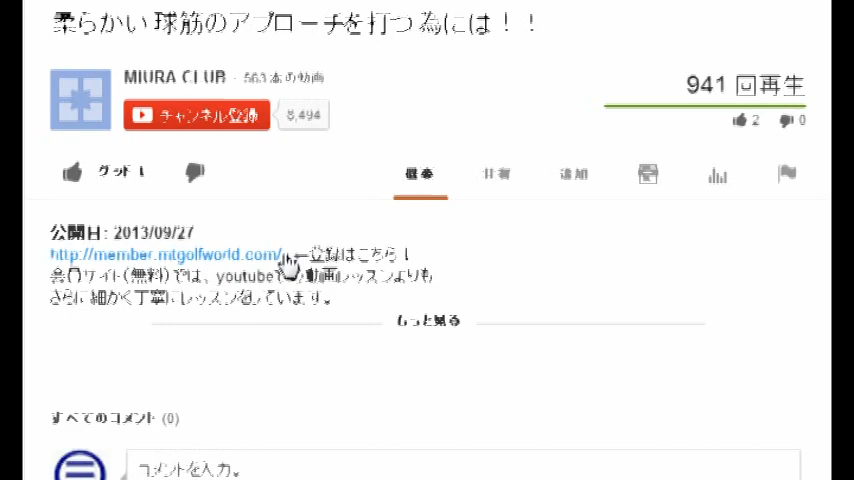 柔らかい球筋のアプローチを打つ為には！！
MIURA CLUB · 563 本の動画
チャンネル登録 8,494
941 回再生
2 0
グッド！
概要 共有 追加
公開日: 2013/09/27
http://member.mtgolfworld.com/ 登録はこちら！
会員サイト(無料)では、youtubeで 動画レッスンよりも
さらに細かく丁寧にレッスンをしています。
もっと見る
すべてのコメント (0)
コメントを入力。